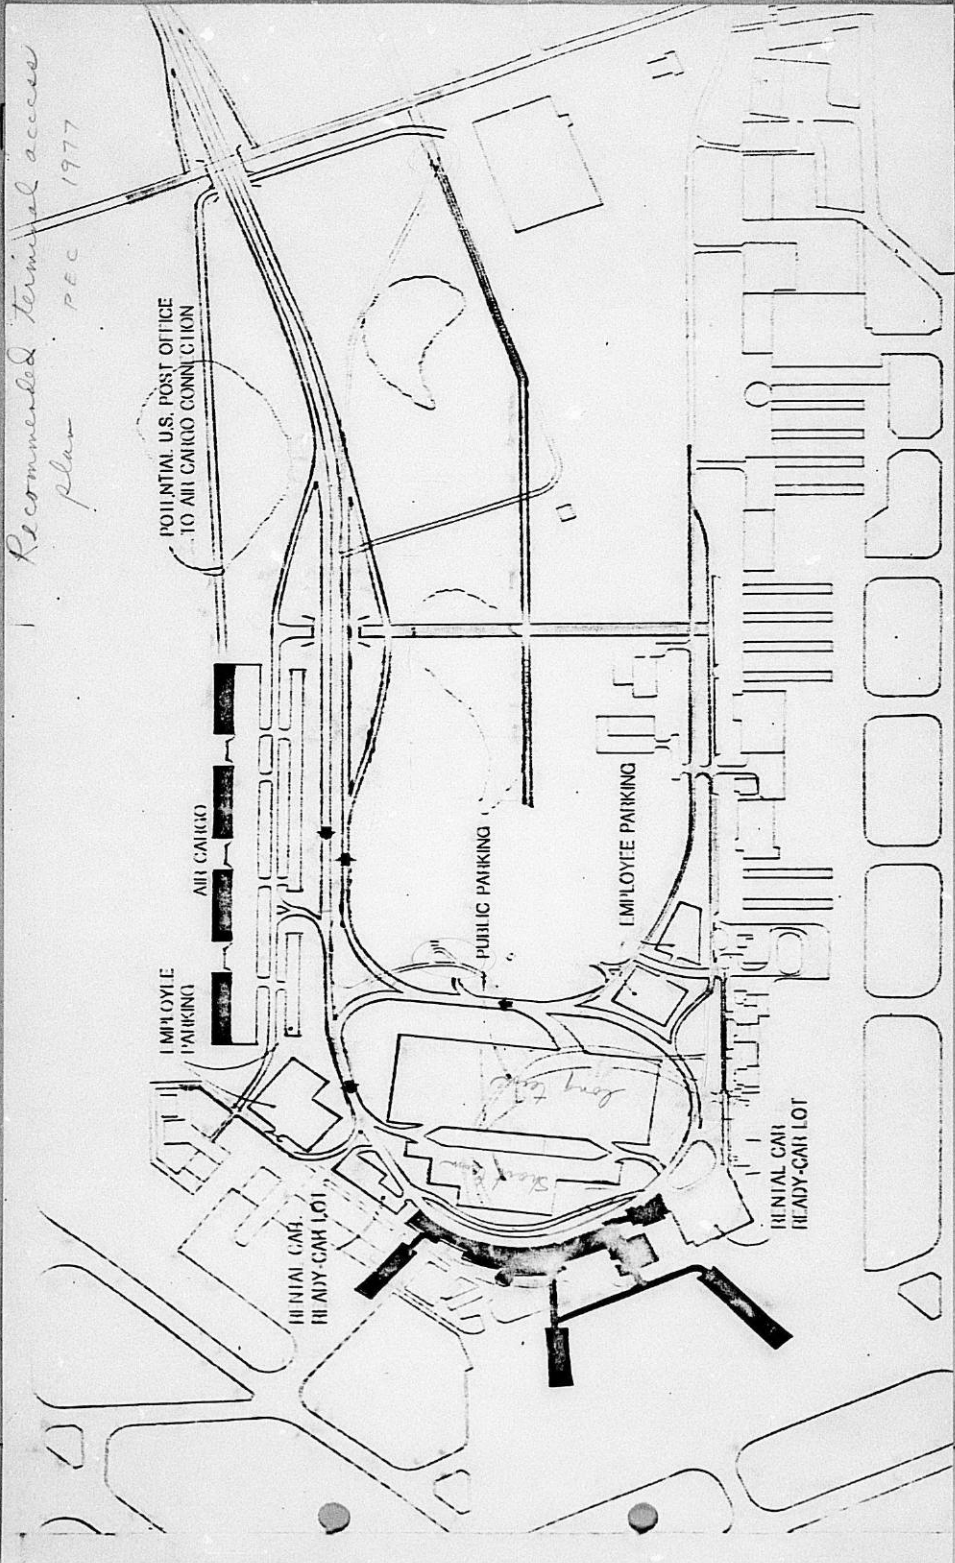 Recommended terminal access
plan PEC 1977
POTENTIAL U.S. POST OFFICE
TO AIR CARGO CONNECTION
AIR CARGO
EMPLOYEE
PARKING
PUBLIC PARKING
EMPLOYEE PARKING
long term
Short term
RENTAL CAR
READY-CAR LOT
RENTAL CAR
READY-CAR LOT